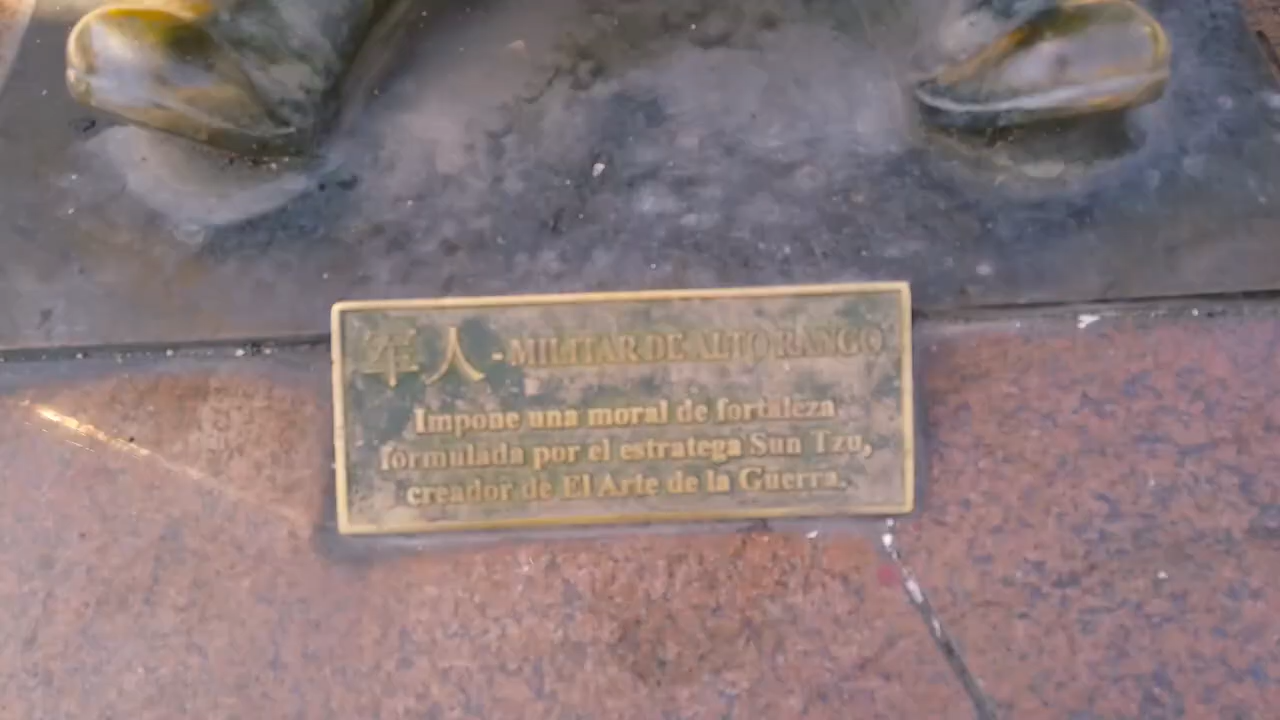 军人-MILITAR DE ALTO RANGO
Impone una moral de fortaleza
formulada por el estratega Sun Tzu,
creador de El Arte de la Guerra.